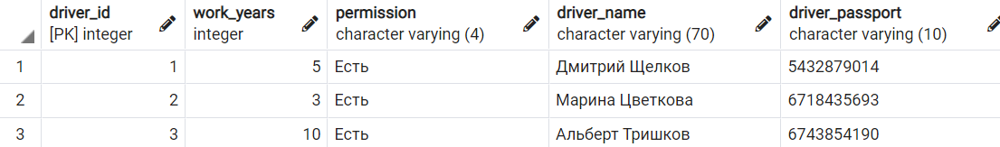 driver_id work_years permission driver_name driver_passport
[PK] integer integer character varying (4) character varying (70) character varying (10)
1 1 5 Есть Дмитрий Щелков 5432879014
2 2 3 Есть Марина Цветкова 6718435693
3 3 10 Есть Альберт Тришков 6743854190